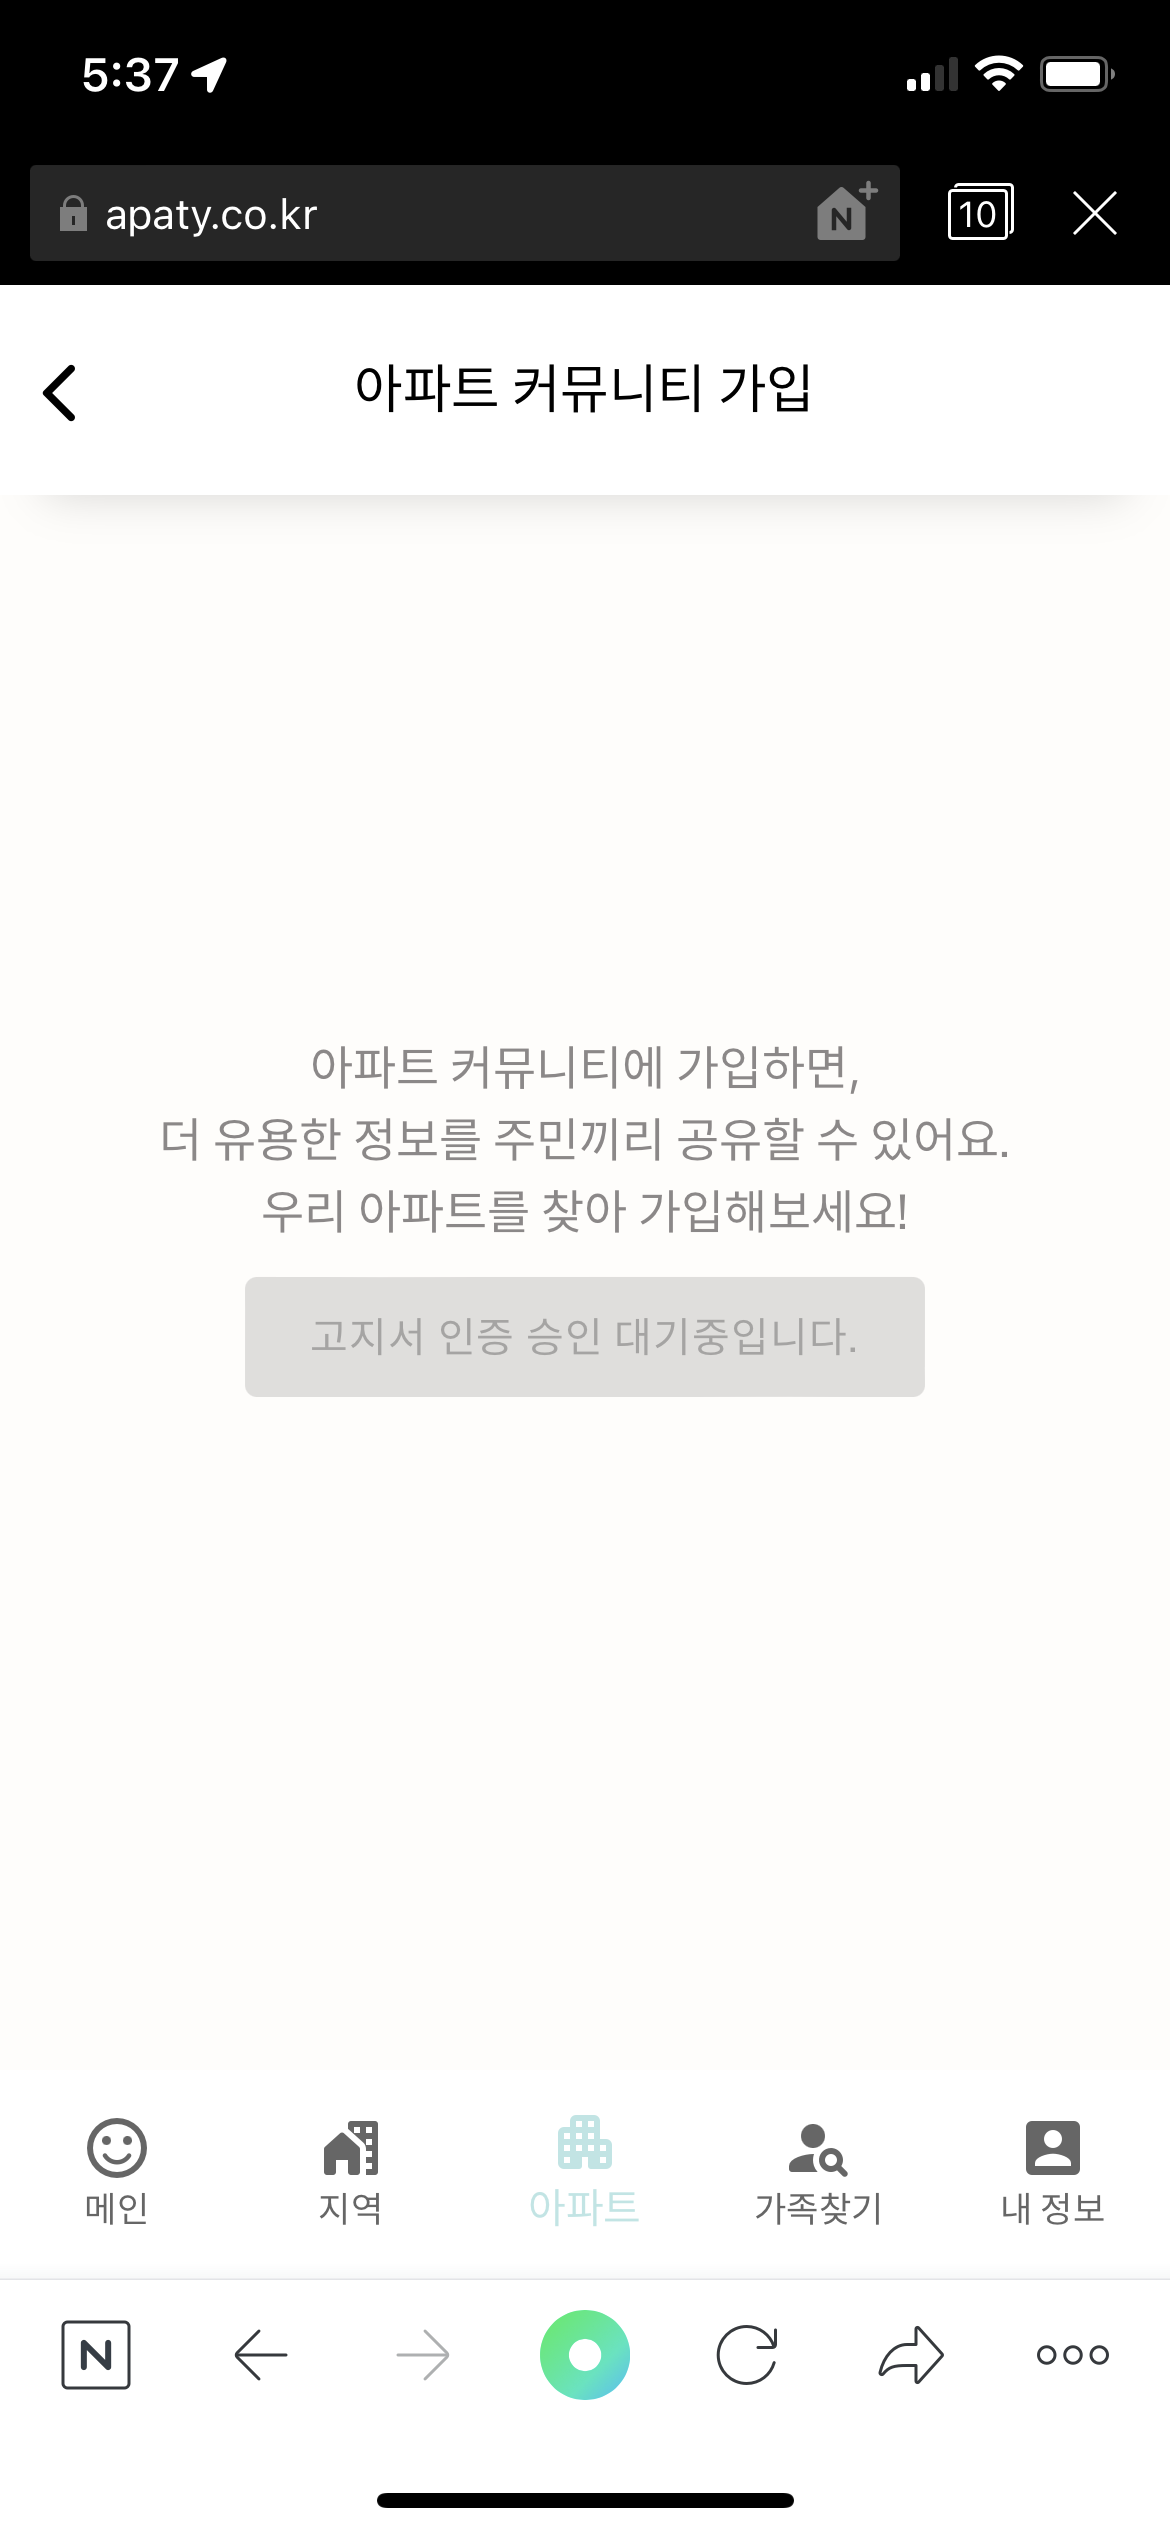 5:37
apaty.co.kr
N
10
아파트 커뮤니티 가입
아파트 커뮤니티에 가입하면,
더 유용한 정보를 주민끼리 공유할 수 있어요.
우리 아파트를 찾아 가입해보세요!
고지서 인증 승인 대기중입니다.
메인 지역 아파트 가족찾기 내 정보
N